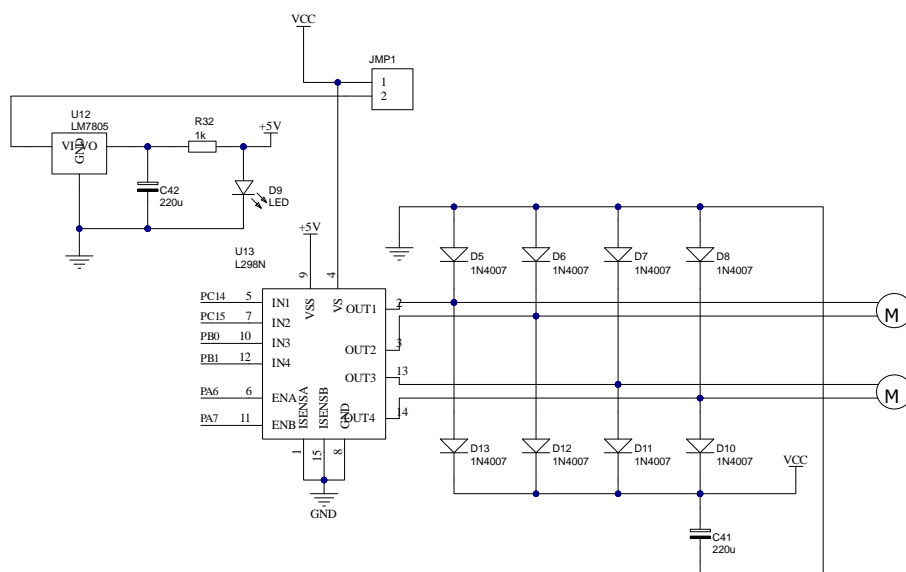 VCC
JMP1
1
2
U12
LM7805
VI
VO
GND
R32
1k
+5V
C42
220u
D9
LED
+5V
U13
L298N
9
4
VSS
VS
PC14 5 IN1
PC15 7 IN2
PB0 10 IN3
PB1 12 IN4
PA6 6 ENA
PA7 11 ENB
OUT1 2
OUT2 3
OUT3 13
OUT4 14
ISENSA
ISENSB
GND
1
15
8
GND
D5
1N4007
D6
1N4007
D7
1N4007
D8
1N4007
M
M
D13
1N4007
D12
1N4007
D11
1N4007
D10
1N4007
VCC
C41
220u